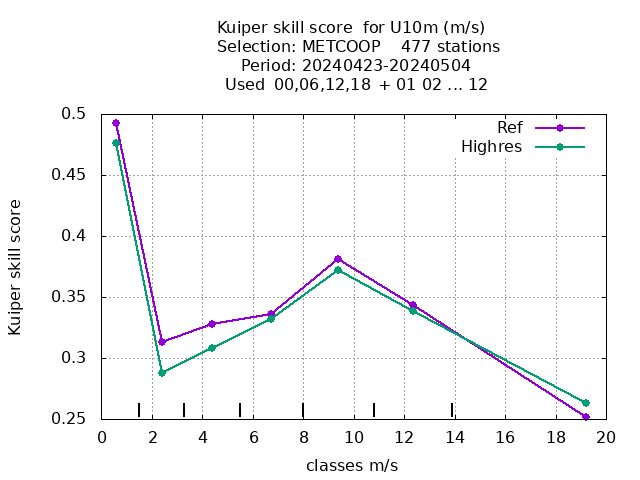 Kuiper skill score  for U10m (m/s)
Selection: METCOOP    477 stations
Period: 20240423-20240504
Used  00,06,12,18 + 01 02 ... 12
Ref
Highres
0.5
0.45
0.4
0.35
0.3
0.25
Kuiper skill score
0 2 4 6 8 10 12 14 16 18 20
classes m/s